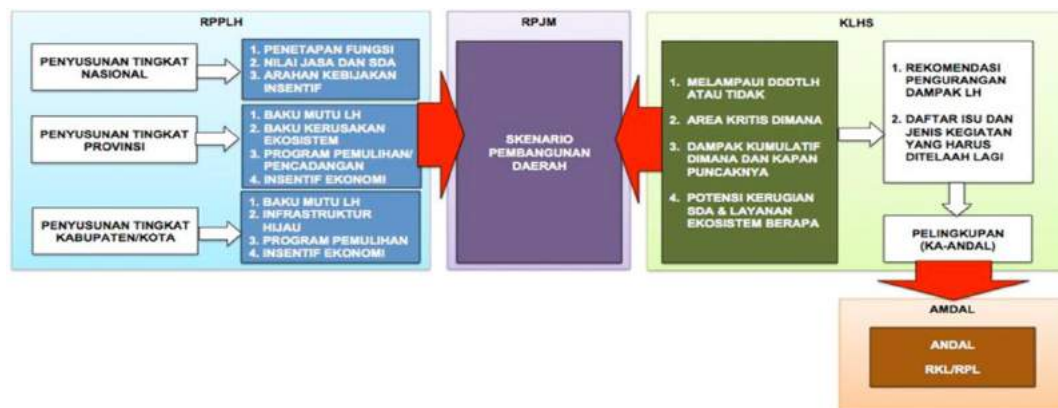 RPPLH
PENYUSUNAN TINGKAT
NASIONAL
1. PENETAPAN FUNGSI
2. NILAI JASA DAN SDA
3. ARAHAN KEBIJAKAN
INSENTIF
PENYUSUNAN TINGKAT
PROVINSI
1. BAKU MUTU LH
2. BAKU KERUSAKAN
EKOSISTEM
3. PROGRAM PEMULIHAN/
PENCADANGAN
4. INSENTIF EKONOMI
PENYUSUNAN TINGKAT
KABUPATEN/KOTA
1. BAKU MUTU LH
2. INFRASTRUKTUR
HIJAU
3. PROGRAM PEMULIHAN
4. INSENTIF EKONOMI
RPJM
SKENARIO
PEMBANGUNAN
DAERAH
KLHS
1. MELAMPAUI DDDTLH
ATAU TIDAK
2. AREA KRITIS DIMANA
3. DAMPAK KUMULATIF
DIMANA DAN KAPAN
PUNCAKNYA
4. POTENSI KERUGIAN
SDA & LAYANAN
EKOSISTEM BERAPA
1. REKOMENDASI
PENGURANGAN
DAMPAK LH
2. DAFTAR ISU DAN
JENIS KEGIATAN
YANG HARUS
DITELAAH LAGI
PELINGKUPAN
(KA-ANDAL)
AMDAL
ANDAL
RKL/RPL